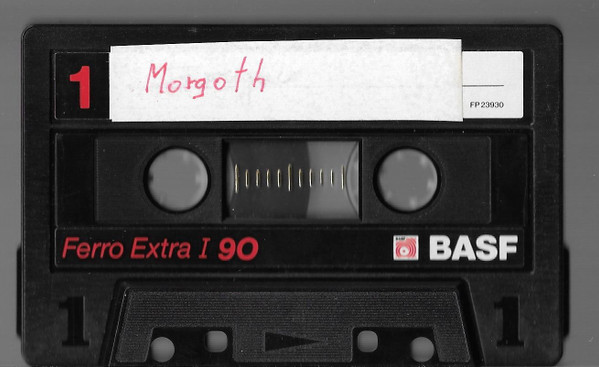 1 Morgoth
FP 23930
Ferro Extra I 90 BASF
1 1